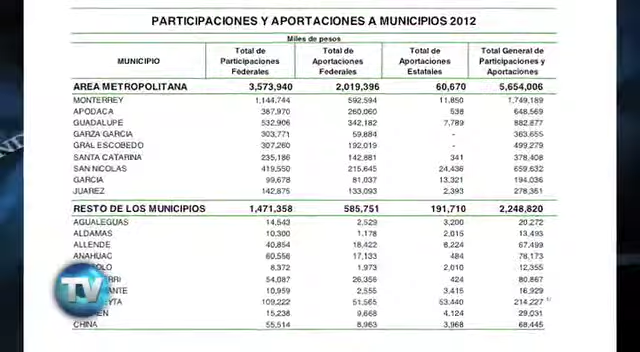 PARTICIPACIONES Y APORTACIONES A MUNICIPIOS 2012
Miles de pesos
MUNICIPIO Total de Participaciones Federales Total de Aportaciones Federales Total de Aportaciones Estatales Total General de Participaciones y Aportaciones
AREA METROPOLITANA 3,573,940 2,019,396 60,670 5,654,006
MONTERREY 1,144,744 592,594 11,850 1,749,189
APODACA 387,970 260,060 538 648,569
GUADALUPE 532,906 342,182 7,789 882,877
GARZA GARCIA 303,771 59,884 - 363,655
GRAL ESCOBEDO 307,260 192,019 - 499,279
SANTA CATARINA 235,186 142,881 341 378,408
SAN NICOLAS 419,550 215,645 24,436 659,632
GARCIA 99,678 81,037 13,321 194,036
JUAREZ 142,875 133,093 2,393 278,361
RESTO DE LOS MUNICIPIOS 1,471,358 585,751 191,710 2,248,820
AGUALEGUAS 14,543 2,529 3,200 20,272
ALDAMAS 10,300 1,178 2,015 13,493
ALLENDE 40,854 18,422 8,224 67,499
ANAHUAC 60,556 17,133 484 78,173
8,372 1,973 2,010 12,355
54,087 26,356 424 80,867
10,959 2,555 3,415 16,929
109,222 51,565 53,440 214,227 1/
15,238 9,668 4,124 29,031
CHINA 55,514 8,963 3,968 68,445
TV